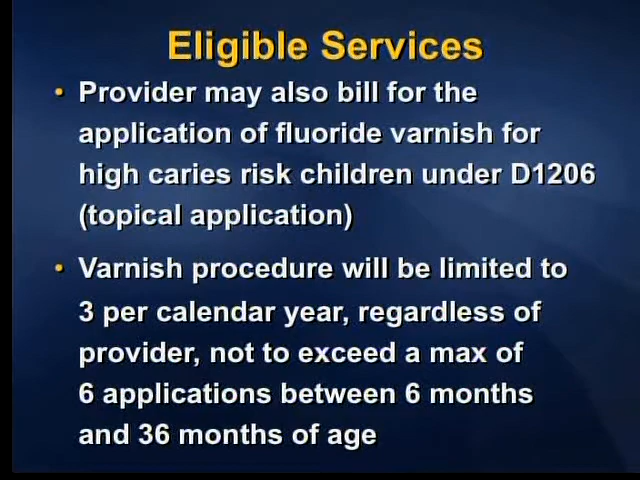 Eligible Services
• Provider may also bill for the
application of fluoride varnish for
high caries risk children under D1206
(topical application)
• Varnish procedure will be limited to
3 per calendar year, regardless of
provider, not to exceed a max of
6 applications between 6 months
and 36 months of age